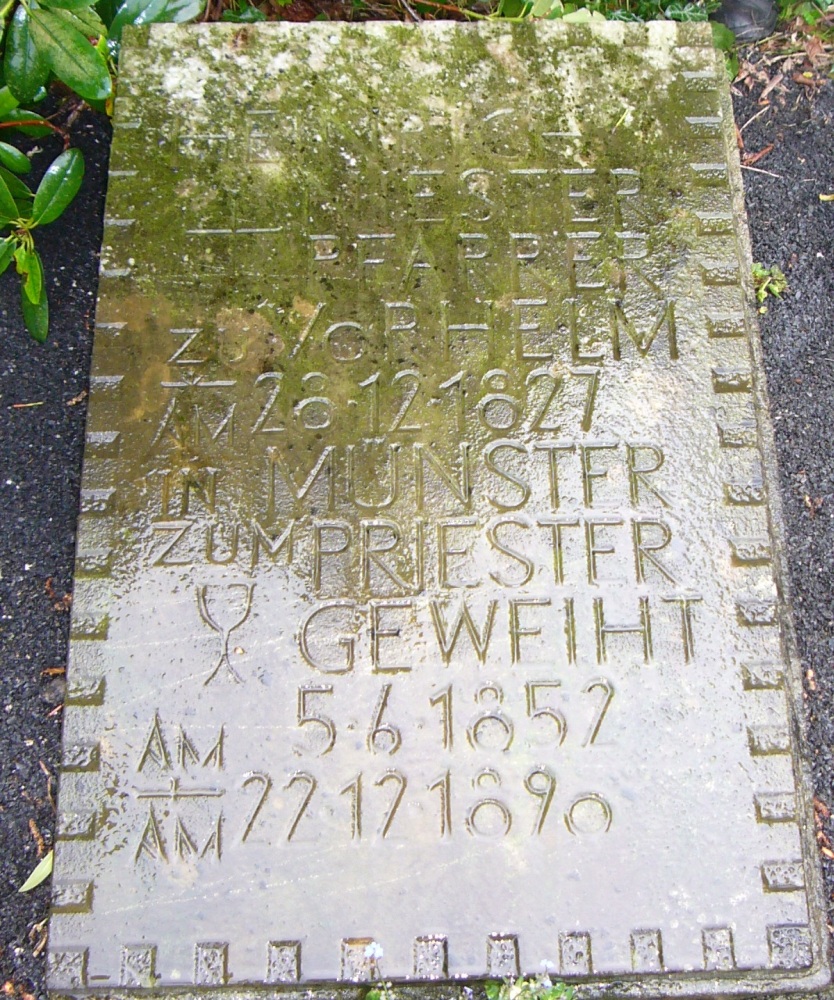 HEINRICH
PFARRER
ZU VORHELM
AM 28·12·1827
IN MÜNSTER
ZUM PRIESTER
GEWEIHT
AM 5·6·1852
AM 22·12·1890